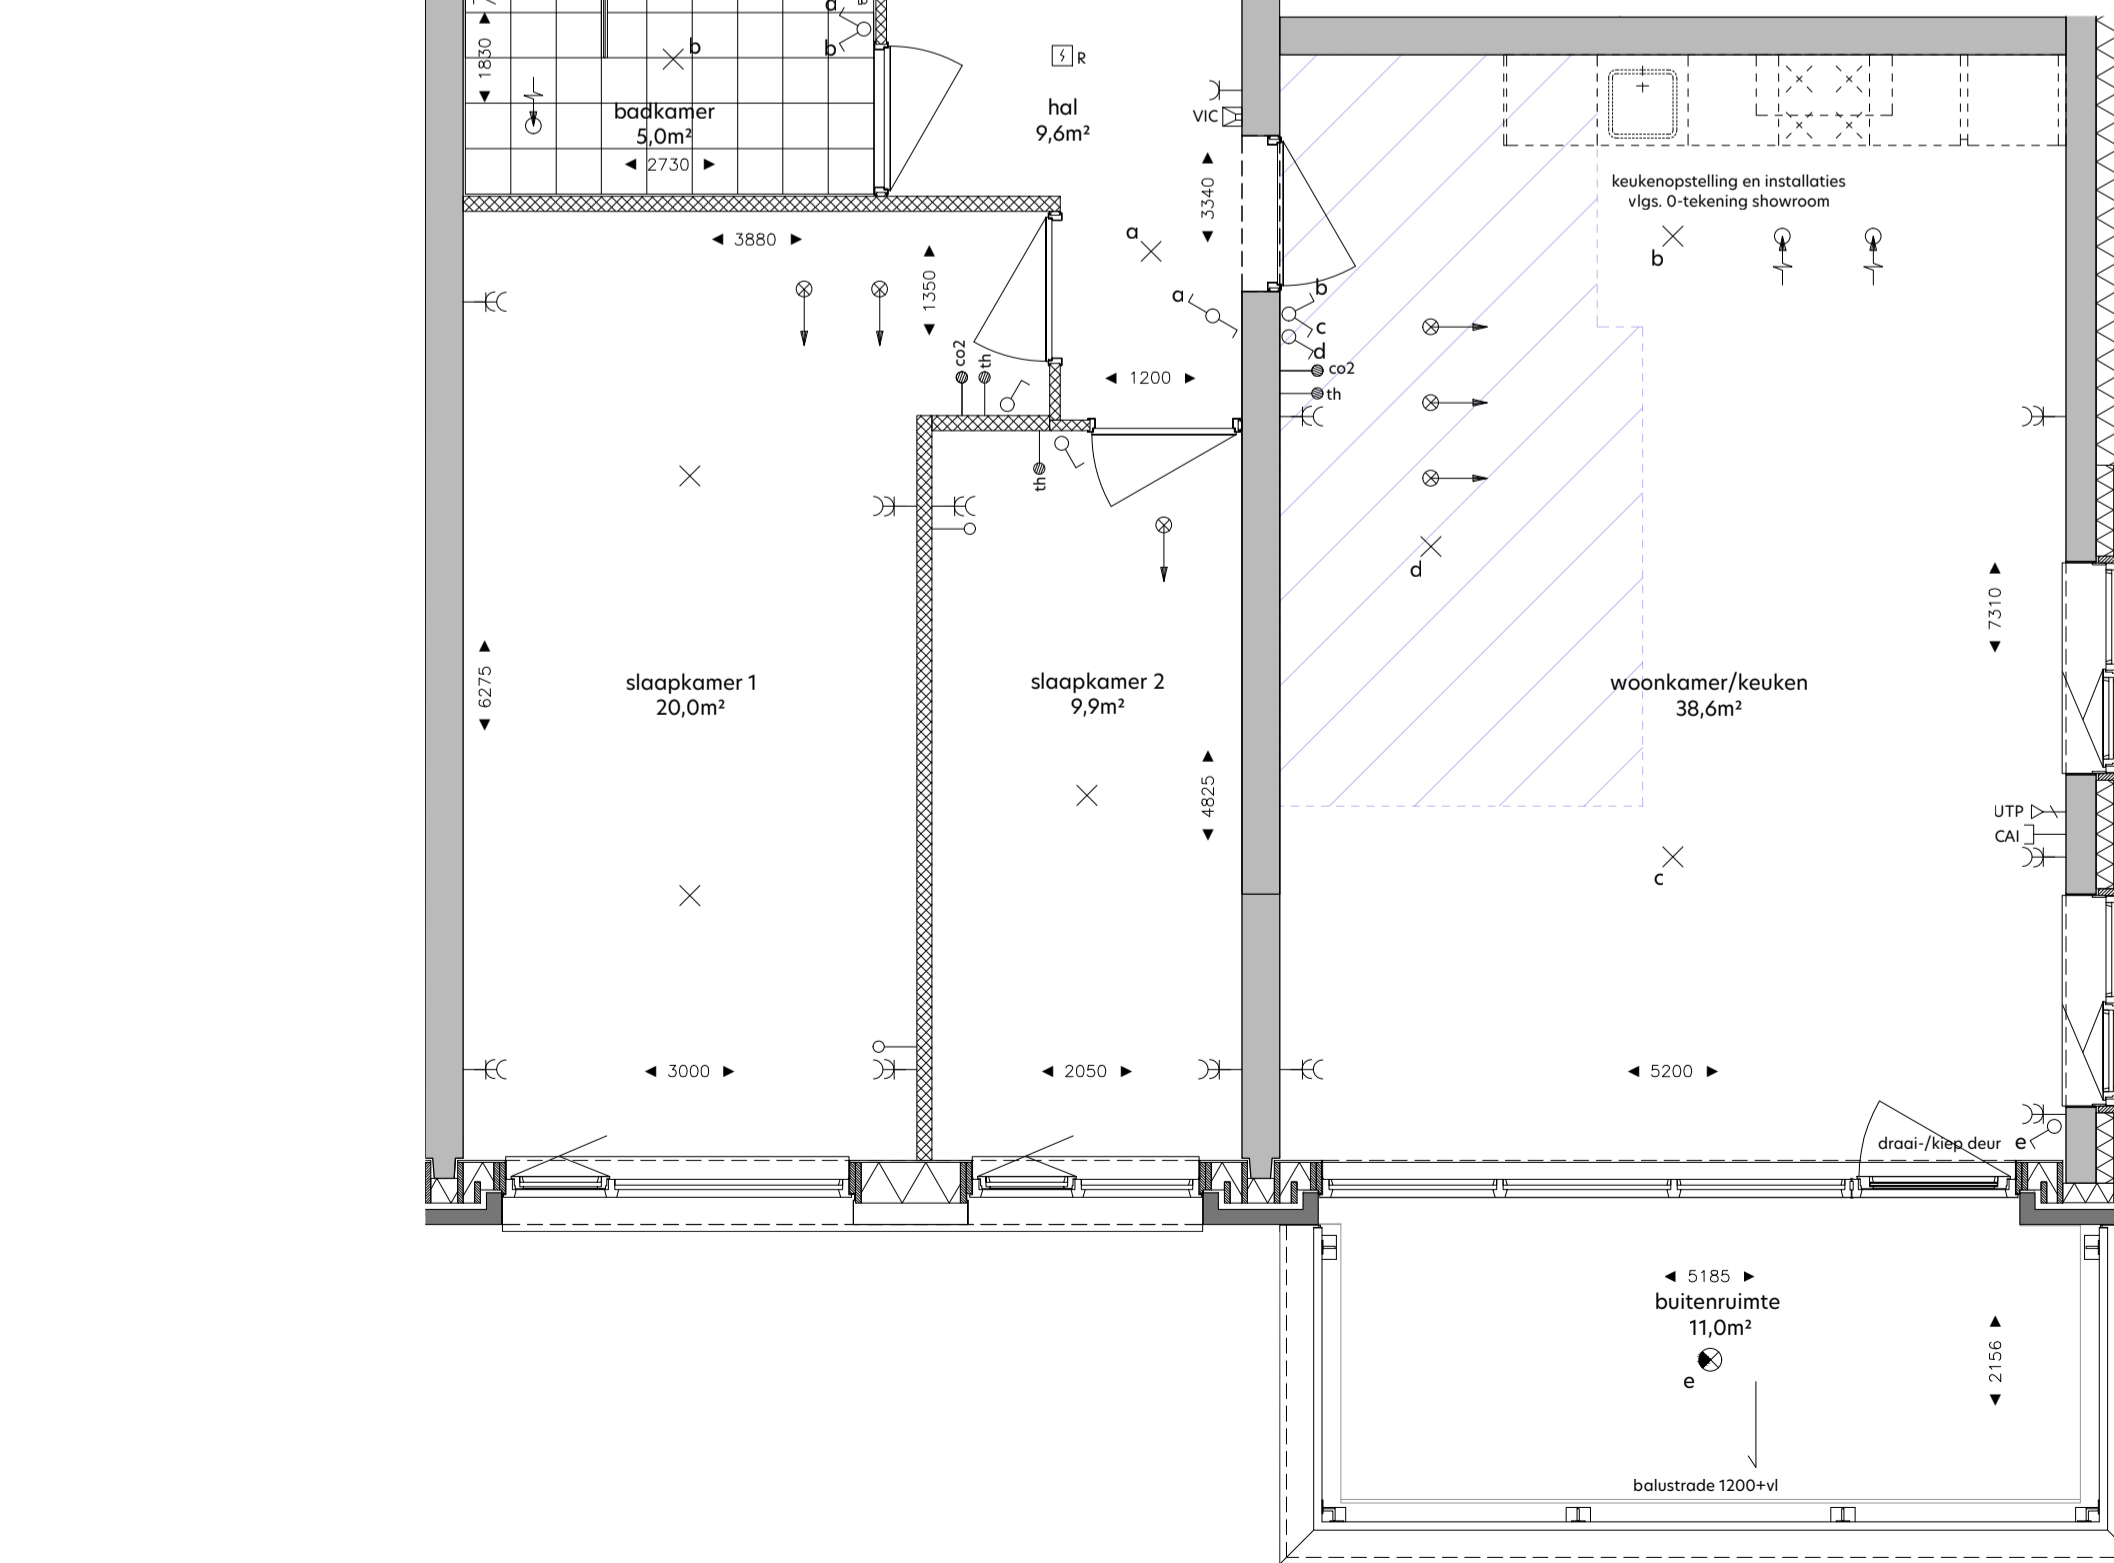 a
b
b
1830
badkamer
5,0m²
2730
R
hal
9,6m²
VIC
3340
keukenopstelling en installaties
vlgs. 0-tekening showroom
b
3880
1350
a
a
b
c
d
co2
th
co2
th
1200
th
d
7310
6275
slaapkamer 1
20,0m²
slaapkamer 2
9,9m²
woonkamer/keuken
38,6m²
4825
UTP
CAI
c
3000
2050
5200
draai-/kiep deur
e
5185
buitenruimte
11,0m²
e
2156
balustrade 1200+vl